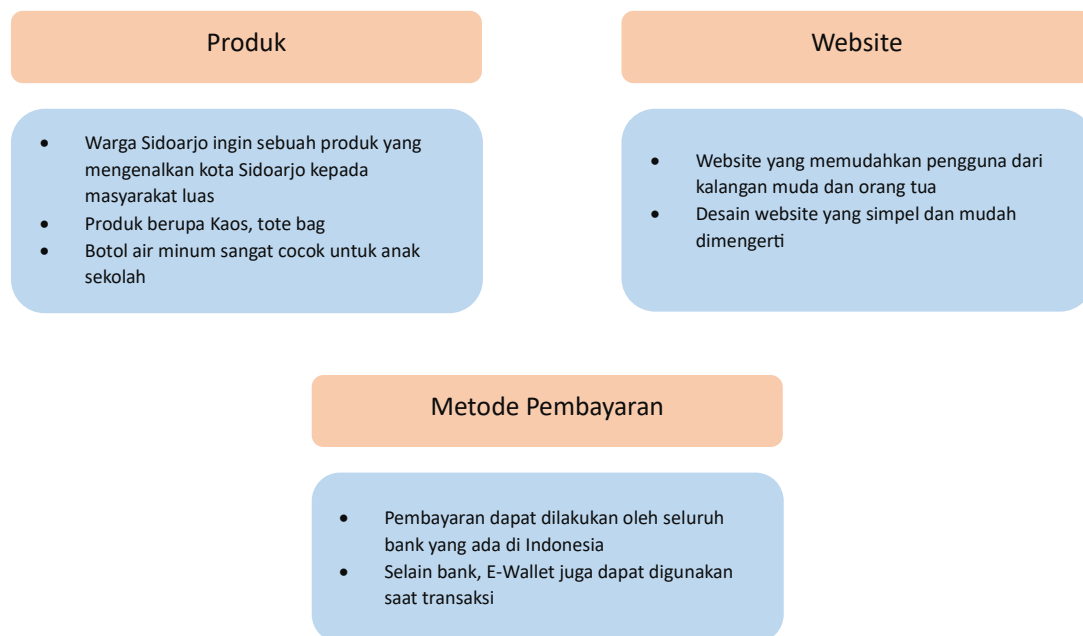 Produk
• Warga Sidoarjo ingin sebuah produk yang
mengenalkan kota Sidoarjo kepada
masyarakat luas
• Produk berupa Kaos, tote bag
• Botol air minum sangat cocok untuk anak
sekolah
Website
• Website yang memudahkan pengguna dari
kalangan muda dan orang tua
• Desain website yang simpel dan mudah
dimengerti
Metode Pembayaran
• Pembayaran dapat dilakukan oleh seluruh
bank yang ada di Indonesia
• Selain bank, E-Wallet juga dapat digunakan
saat transaksi